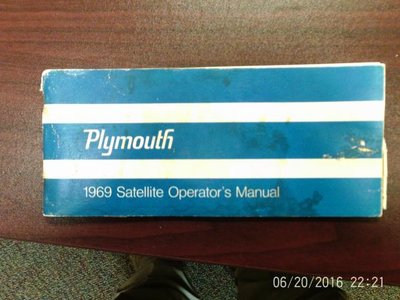 Plymouth
1969 Satellite Operator's Manual
06/20/2016 22:21